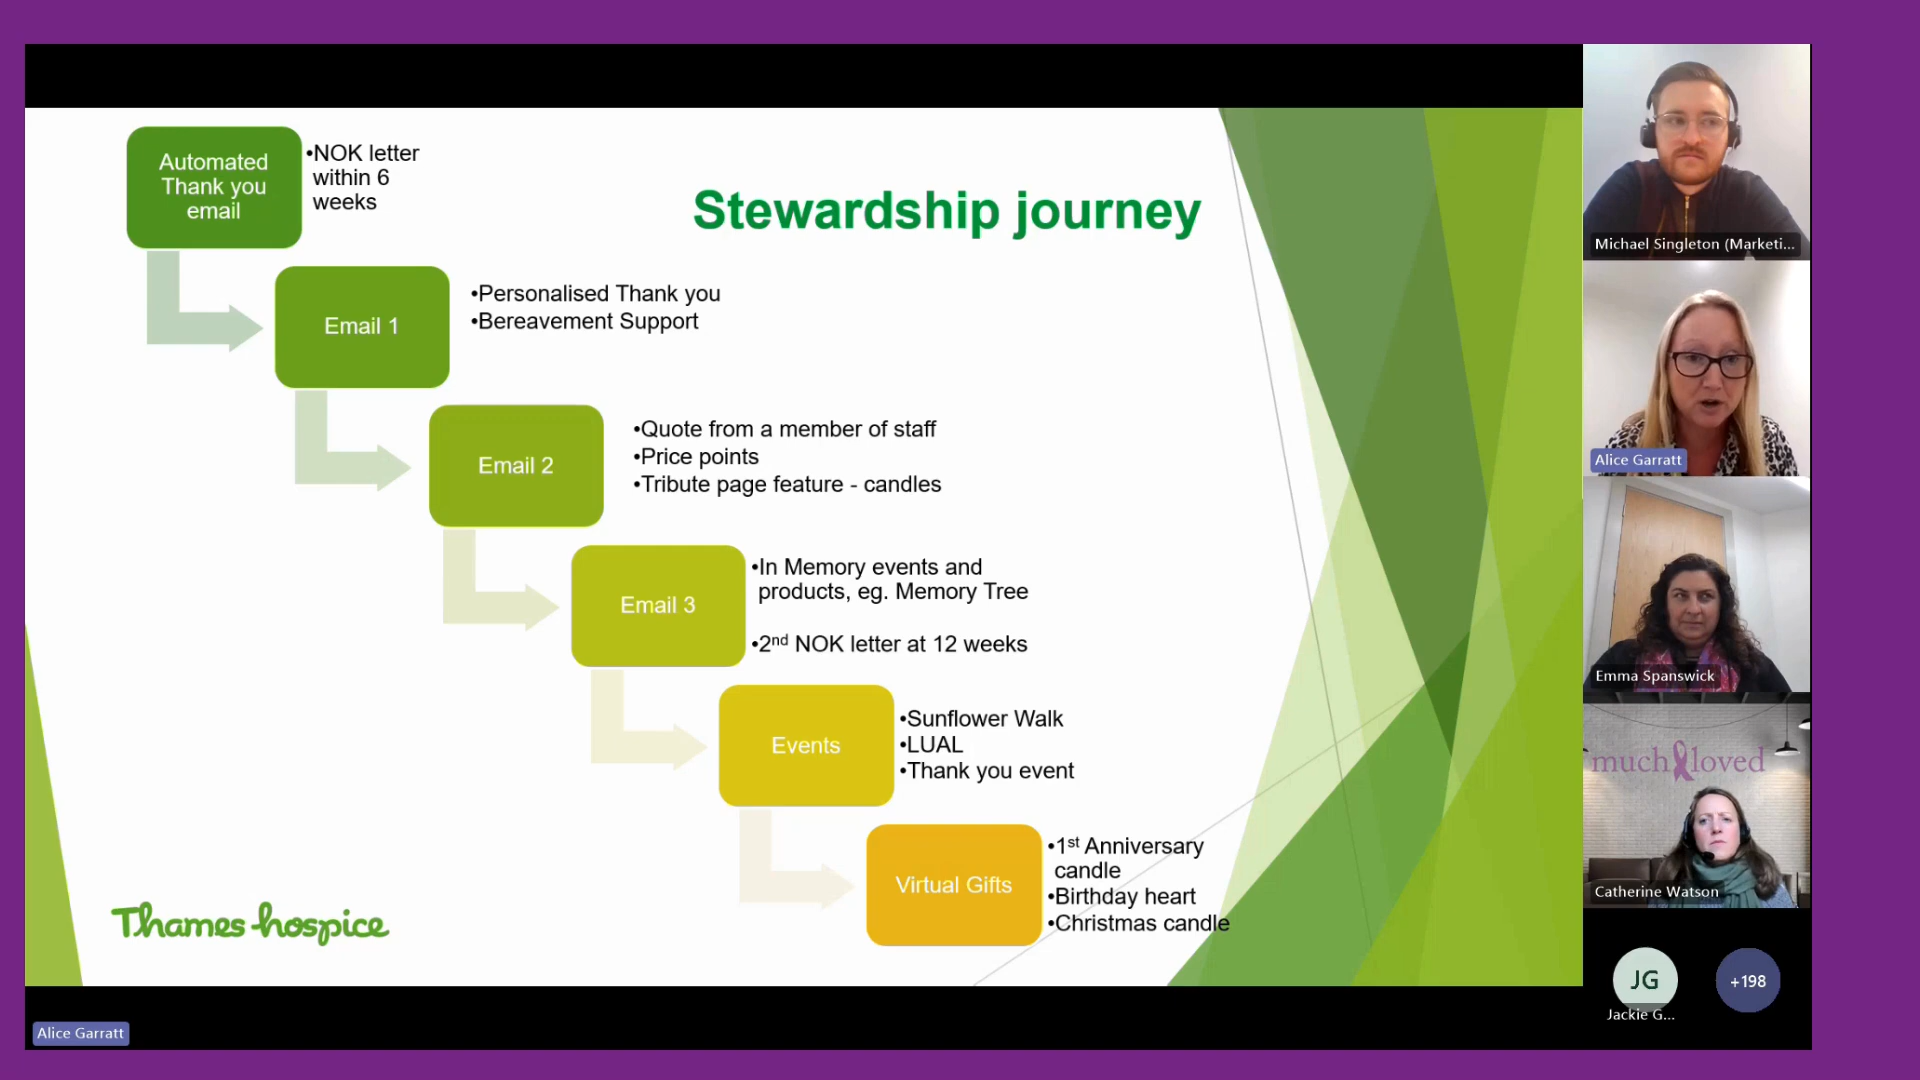 Automated
Thank you
email
•NOK letter
within 6
weeks
Stewardship journey
Email 1
•Personalised Thank you
•Bereavement Support
Email 2
•Quote from a member of staff
•Price points
•Tribute page feature - candles
Email 3
•In Memory events and
products, eg. Memory Tree
•2nd NOK letter at 12 weeks
Events
•Sunflower Walk
•LUAL
•Thank you event
Virtual Gifts
•1st Anniversary
candle
•Birthday heart
•Christmas candle
Thames hospice
Alice Garratt
Michael Singleton (Marketi...
Alice Garratt
Emma Spanswick
much loved
Catherine Watson
JG
Jackie G...
+198